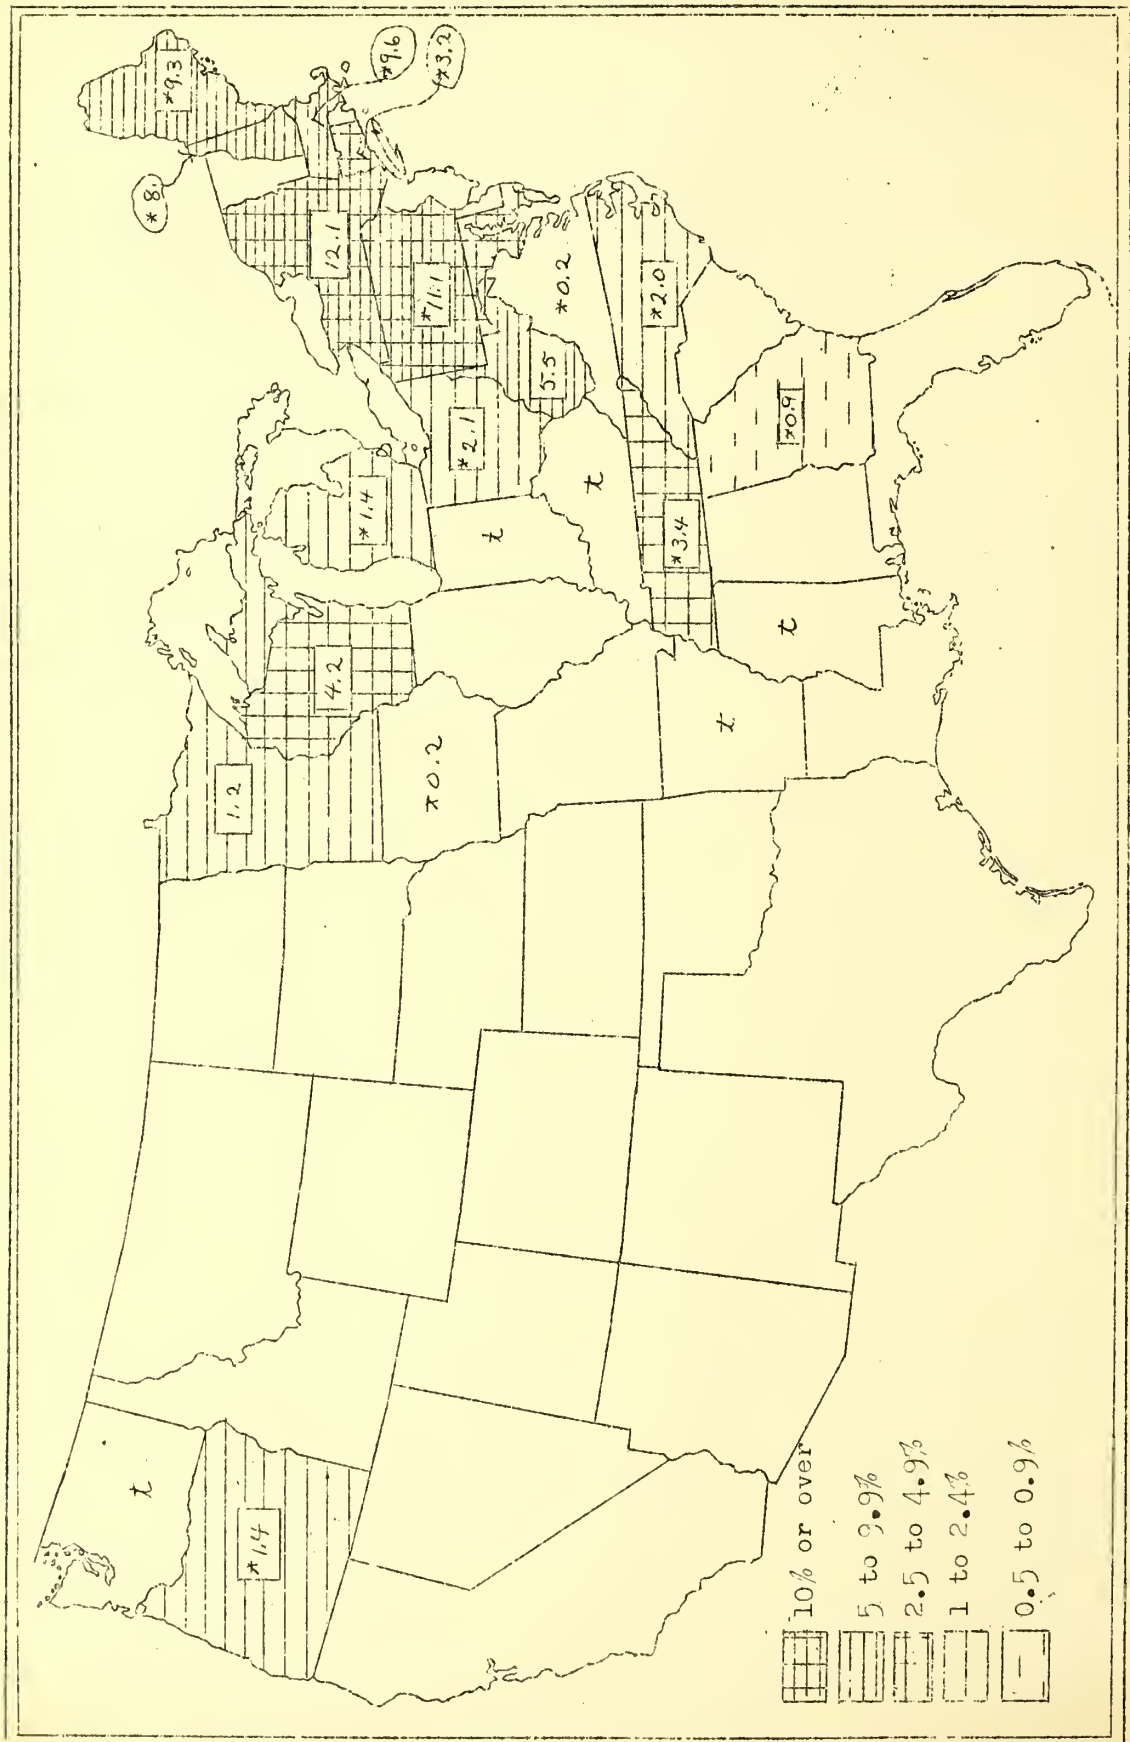 t
*1.4
1.2
*0.2
4.2
*1.4
t
*2.1
t
5.5
*0.2
12.1
*11.1
*8.
*9.3
*9.6
*3.2
t
t
*3.4
*2.0
*0.9
10% or over
5 to 9.9%
2.5 to 4.9%
1 to 2.4%
0.5 to 0.9%